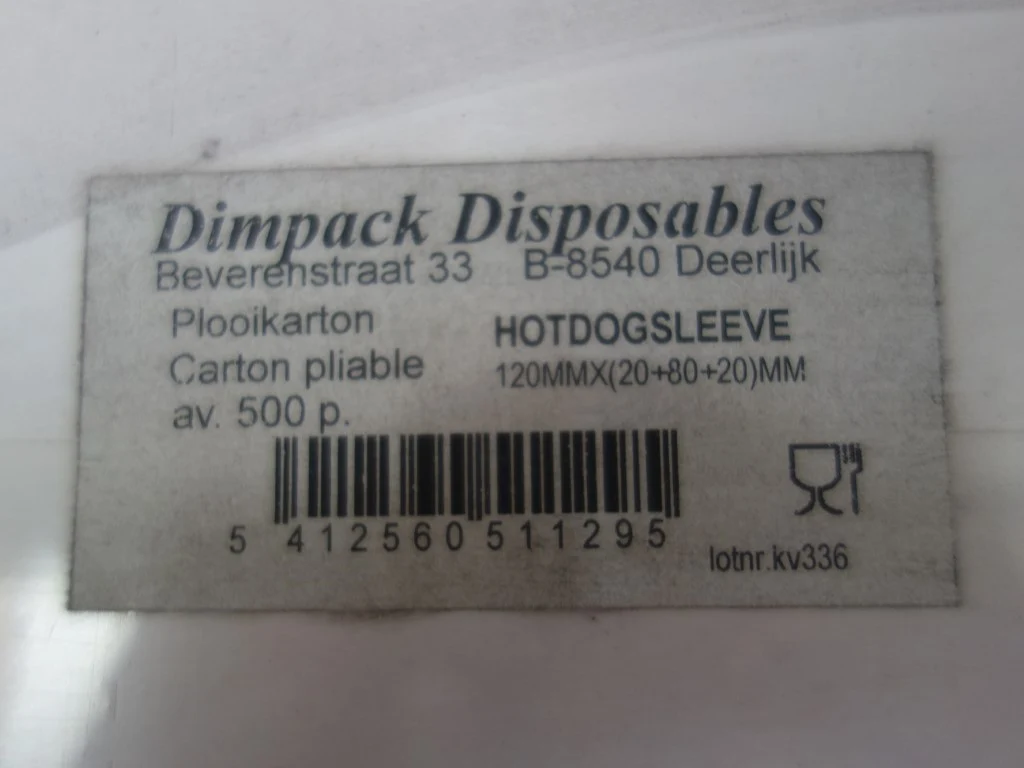 Dimpack Disposables
Beverenstraat 33 B-8540 Deerlijk
Plooikarton HOTDOGSLEEVE
Carton pliable 120MMX(20+80+20)MM
av. 500 p.
5 412560 511295
lotnr.kv336